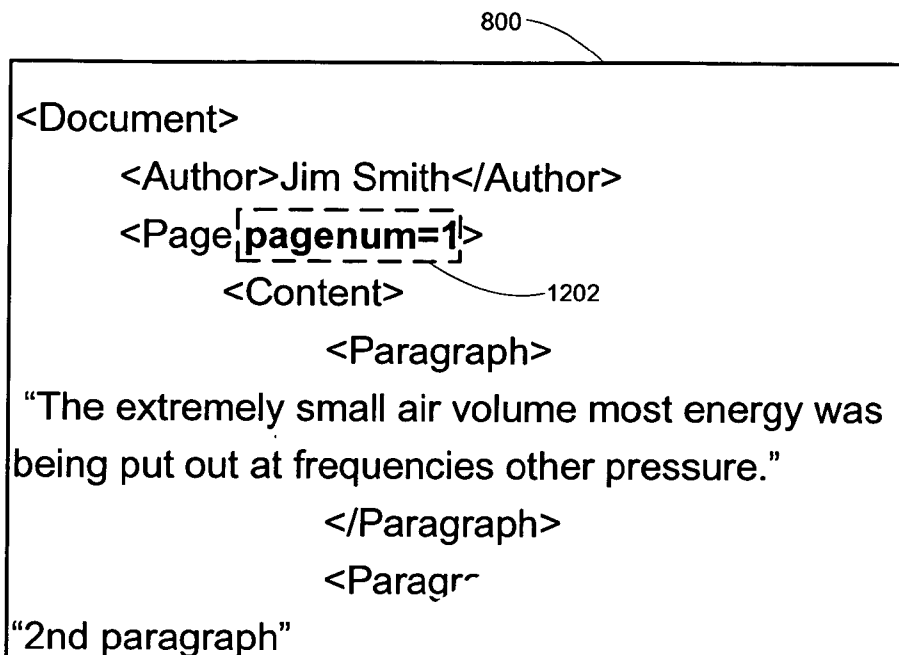 800
<Document>
<Author>Jim Smith</Author>
<Page pagenum=1>
<Content>
1202
<Paragraph>
“The extremely small air volume most energy was
being put out at frequencies other pressure.”
</Paragraph>
“2nd paragraph”